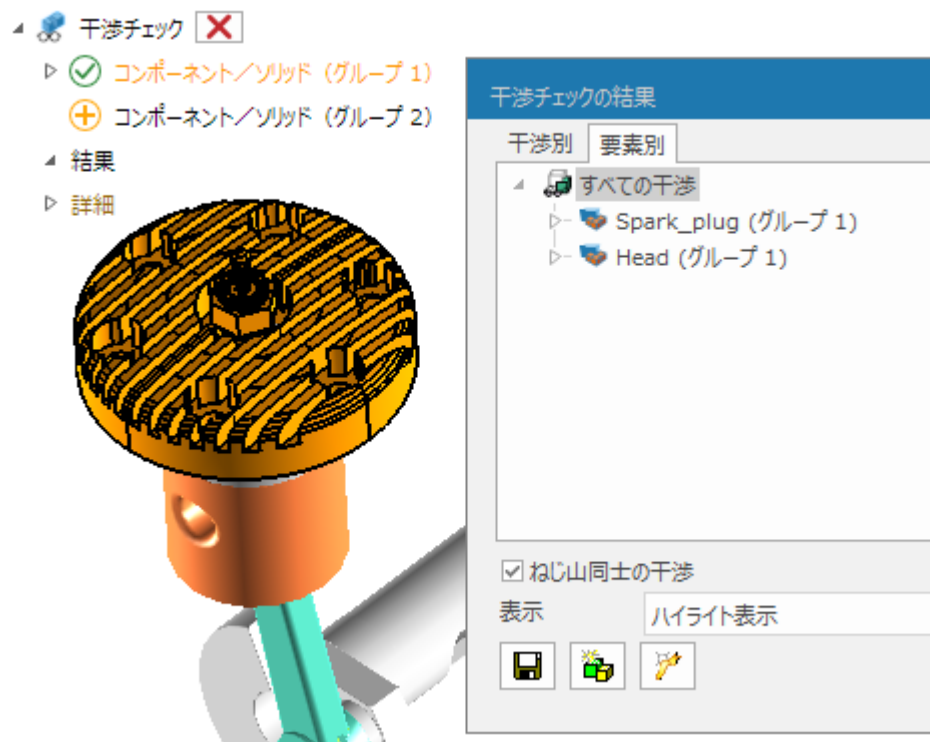 干渉チェック
コンポーネント／ソリッド（グループ 1）
コンポーネント／ソリッド（グループ 2）
結果
詳細
干渉チェックの結果
干渉別 要素別
すべての干渉
Spark_plug (グループ 1)
Head (グループ 1)
ねじ山同士の干渉
表示 ハイライト表示